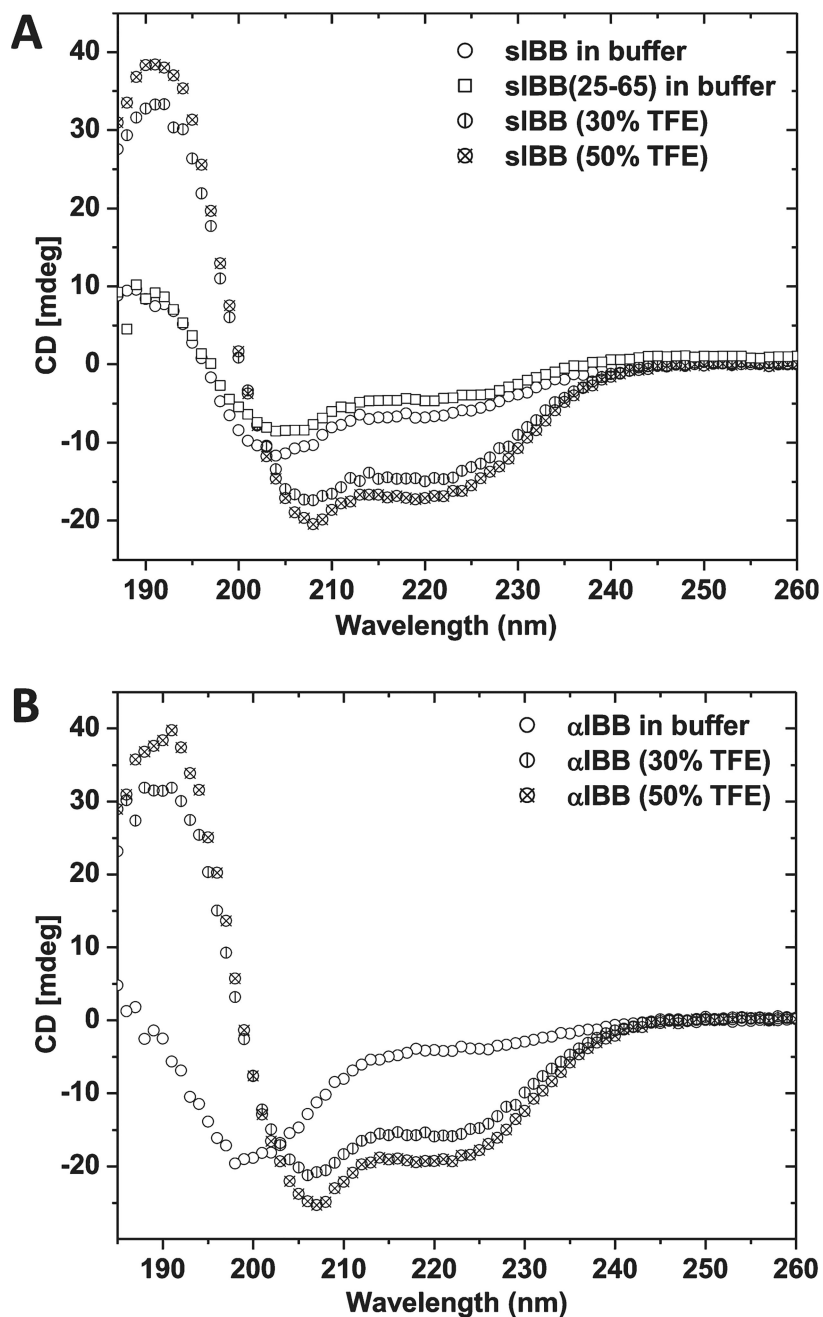 A
sIBB in buffer
sIBB(25-65) in buffer
sIBB (30% TFE)
sIBB (50% TFE)
40
30
20
10
0
-10
-20
CD [mdeg]
190 200 210 220 230 240 250 260
Wavelength (nm)
B
αIBB in buffer
αIBB (30% TFE)
αIBB (50% TFE)
40
30
20
10
0
-10
-20
CD [mdeg]
190 200 210 220 230 240 250 260
Wavelength (nm)